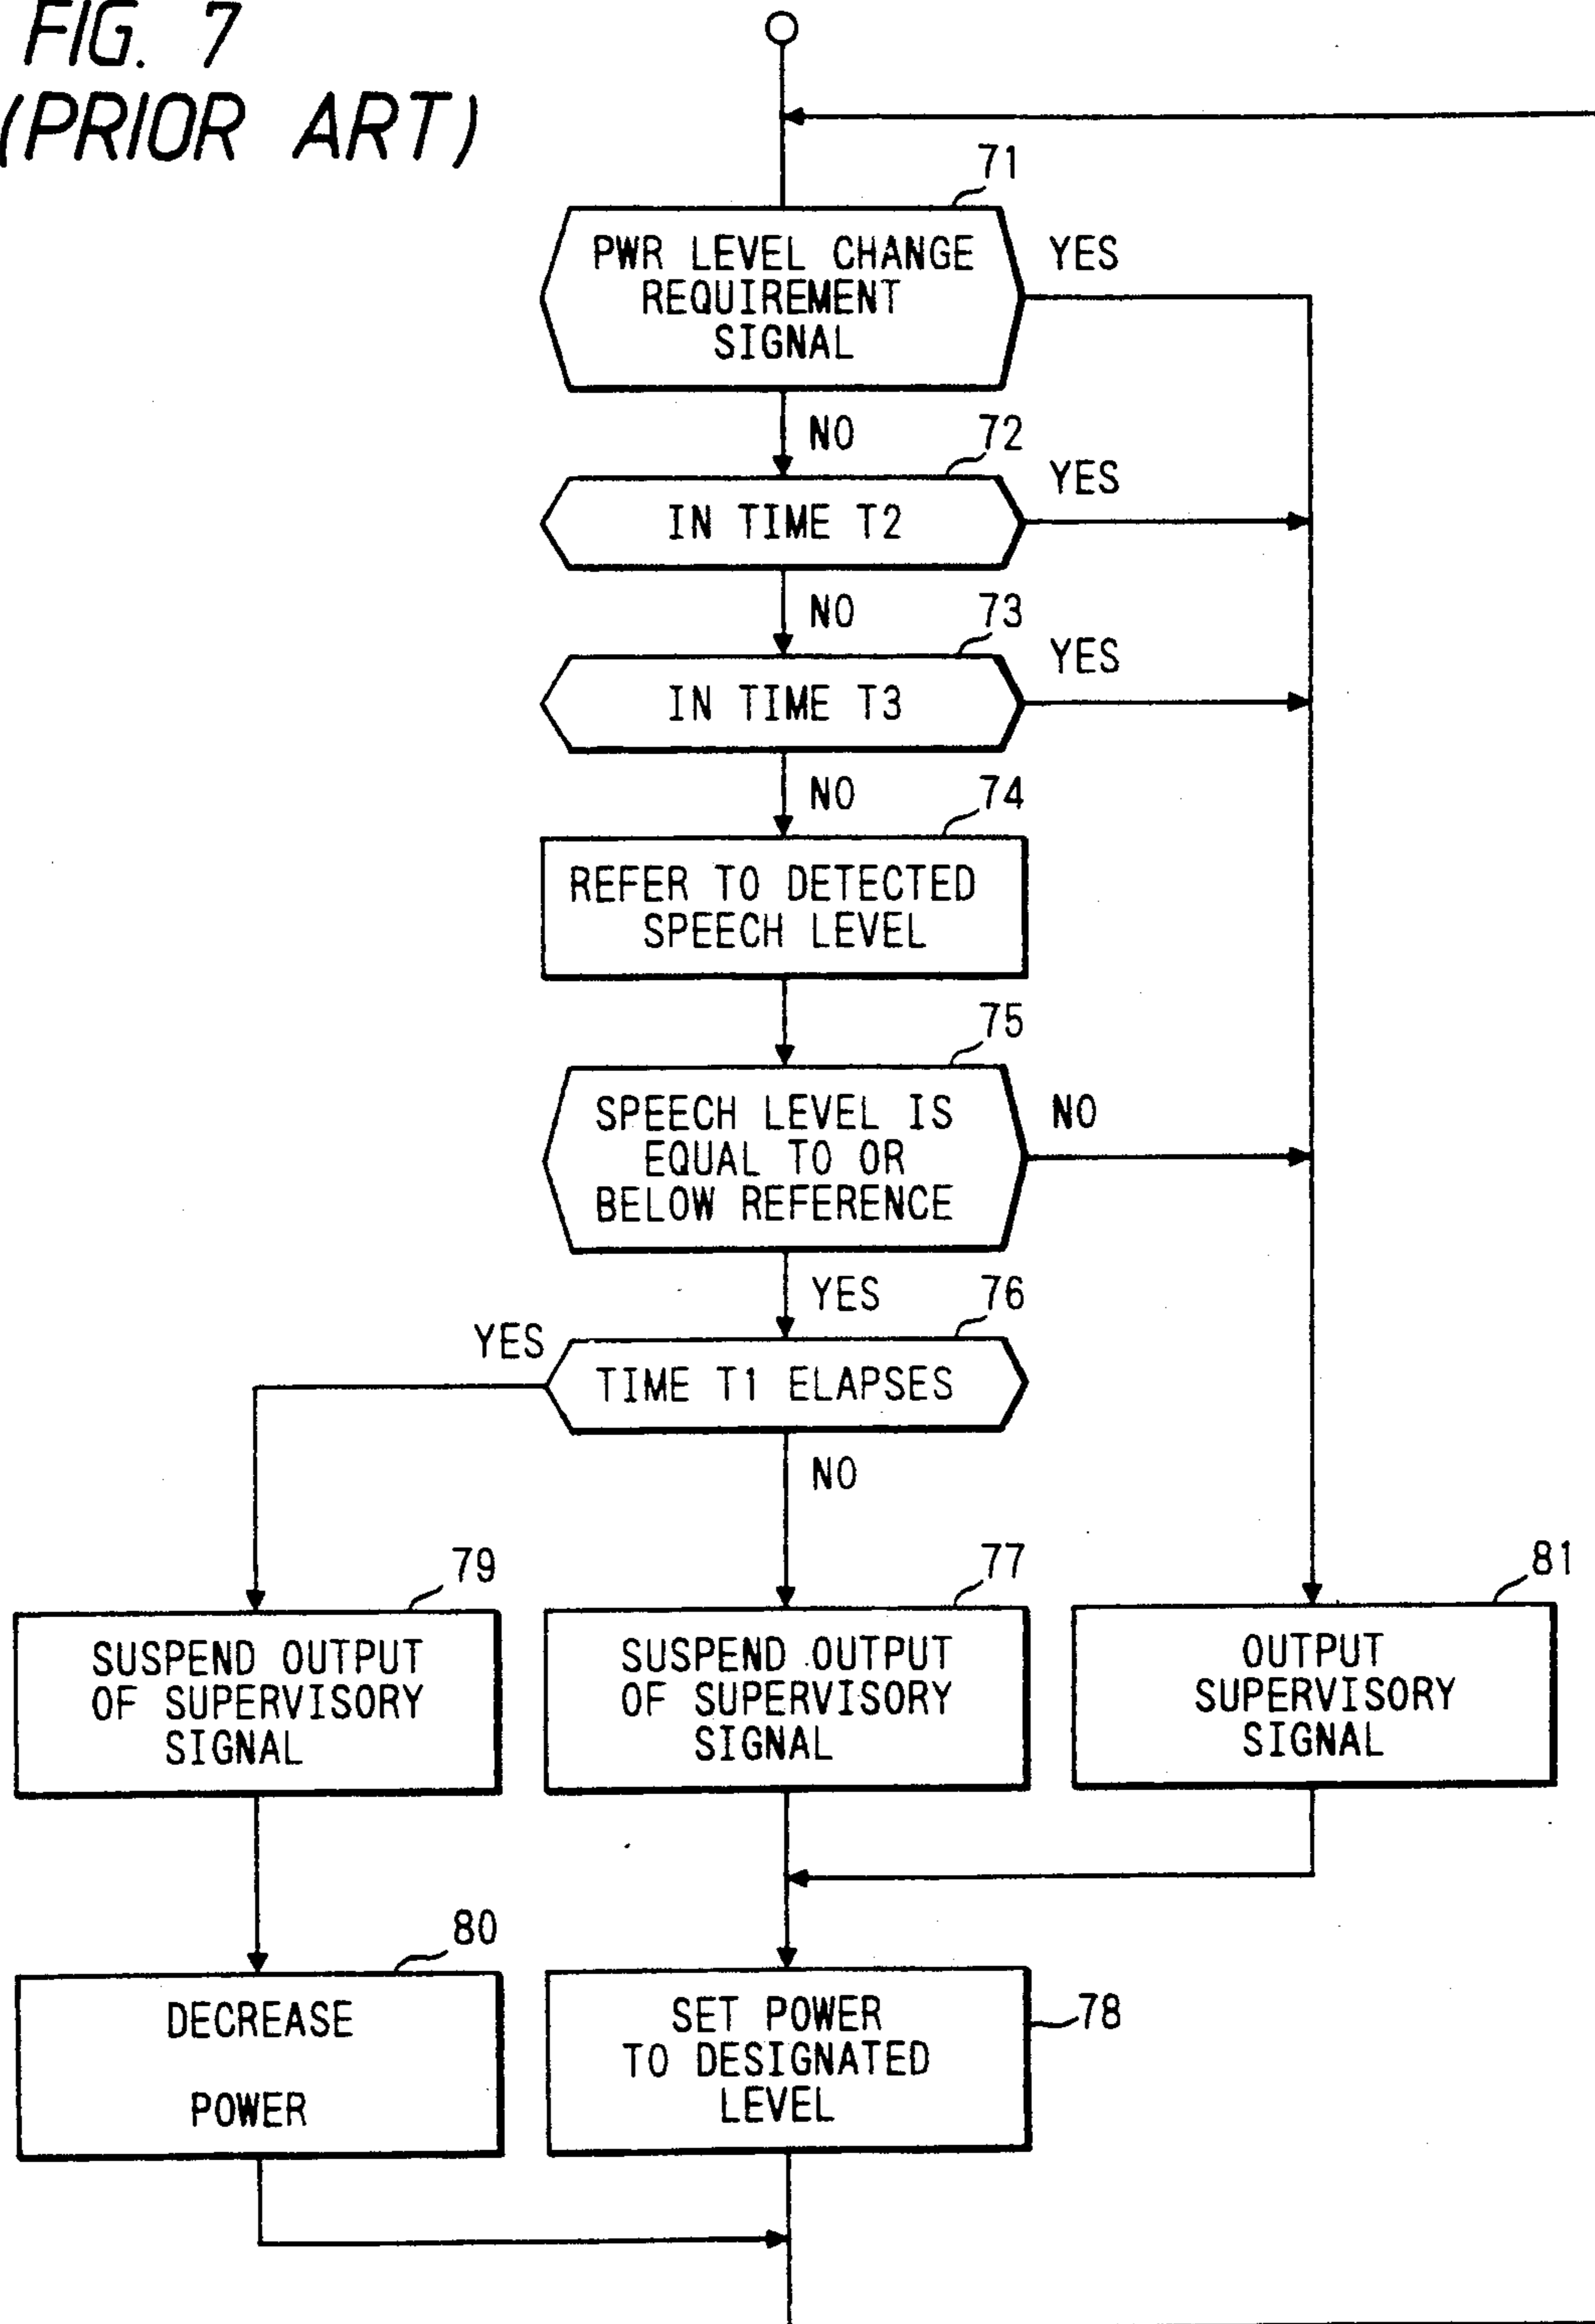 FIG. 7
(PRIOR ART)
71
PWR LEVEL CHANGE
REQUIREMENT
SIGNAL
YES
NO
72
IN TIME T2
YES
NO
73
IN TIME T3
YES
NO
74
REFER TO DETECTED
SPEECH LEVEL
75
SPEECH LEVEL IS
EQUAL TO OR
BELOW REFERENCE
NO
YES
76
YES
TIME T1 ELAPSES
NO
79
SUSPEND OUTPUT
OF SUPERVISORY
SIGNAL
77
SUSPEND OUTPUT
OF SUPERVISORY
SIGNAL
81
OUTPUT
SUPERVISORY
SIGNAL
80
DECREASE
POWER
SET POWER
TO DESIGNATED
LEVEL
78